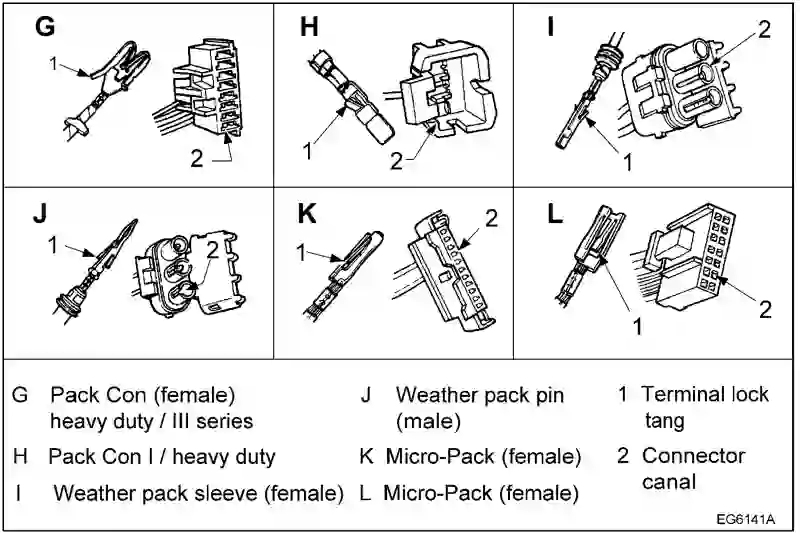 G
1
2
H
1
2
I
2
1
J
1
2
K
1
2
L
1
2
G Pack Con (female)
heavy duty / III series
H Pack Con I / heavy duty
I Weather pack sleeve (female)
J Weather pack pin
(male)
K Micro-Pack (female)
L Micro-Pack (female)
1 Terminal lock
tang
2 Connector
canal
EG6141A